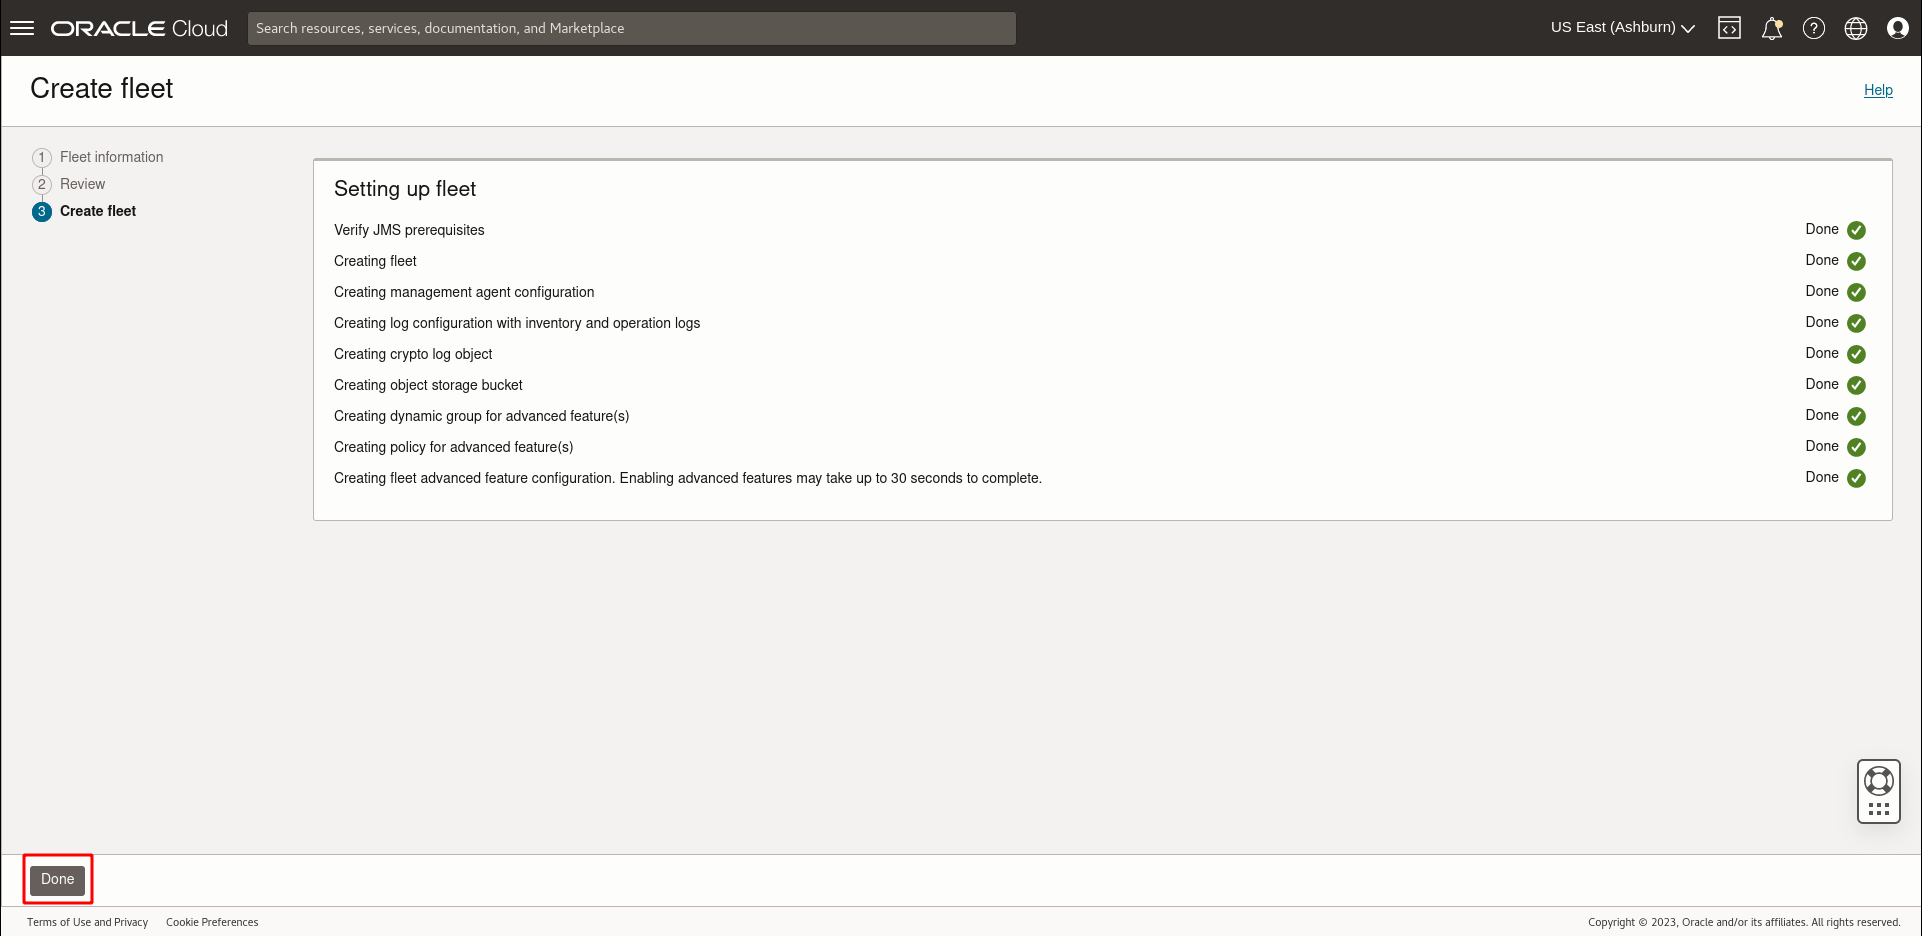 ORACLE Cloud
Search resources, services, documentation, and Marketplace
US East (Ashburn)
Create fleet
Help
1 Fleet information
2 Review
3 Create fleet
Setting up fleet
Verify JMS prerequisites Done
Creating fleet Done
Creating management agent configuration Done
Creating log configuration with inventory and operation logs Done
Creating crypto log object Done
Creating object storage bucket Done
Creating dynamic group for advanced feature(s) Done
Creating policy for advanced feature(s) Done
Creating fleet advanced feature configuration. Enabling advanced features may take up to 30 seconds to complete. Done
Done
Terms of Use and Privacy Cookie Preferences
Copyright © 2023, Oracle and/or its affiliates. All rights reserved.